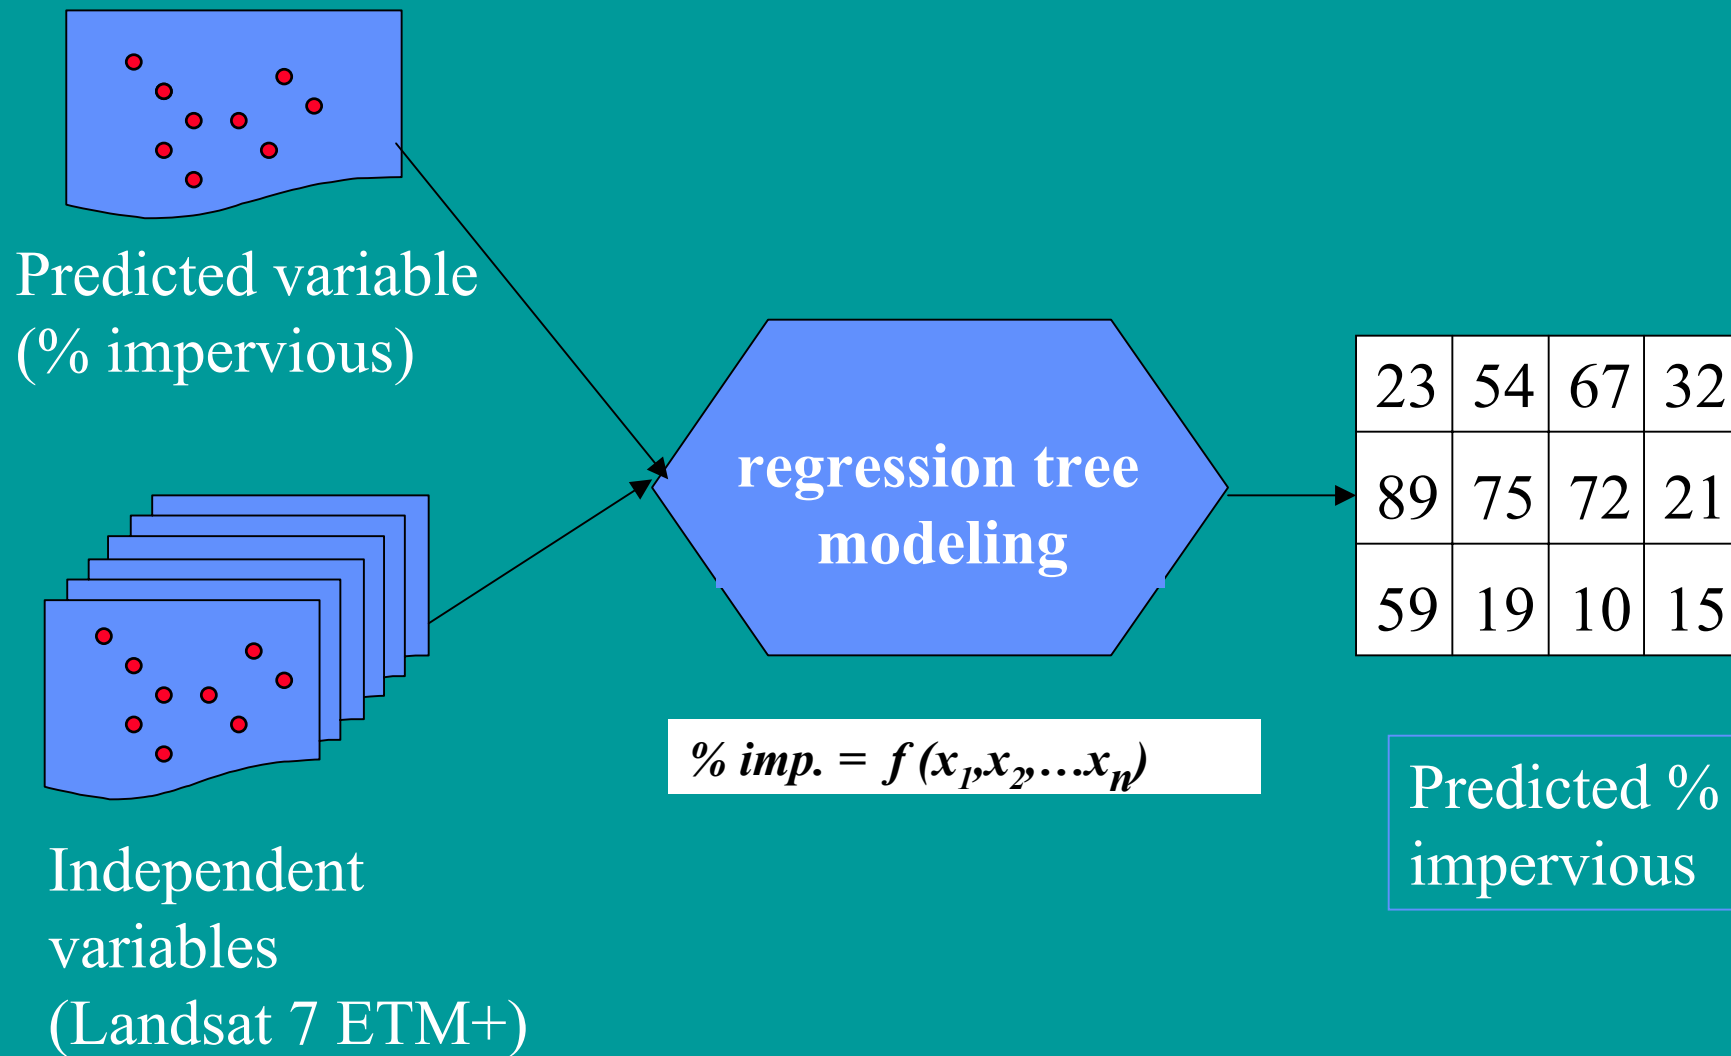 Predicted variable
(% impervious)
regression tree
modeling
23 54 67 32
89 75 72 21
59 19 10 15
% imp. = f (x1,x2,…xn)
Predicted %
impervious
Independent
variables
(Landsat 7 ETM+)